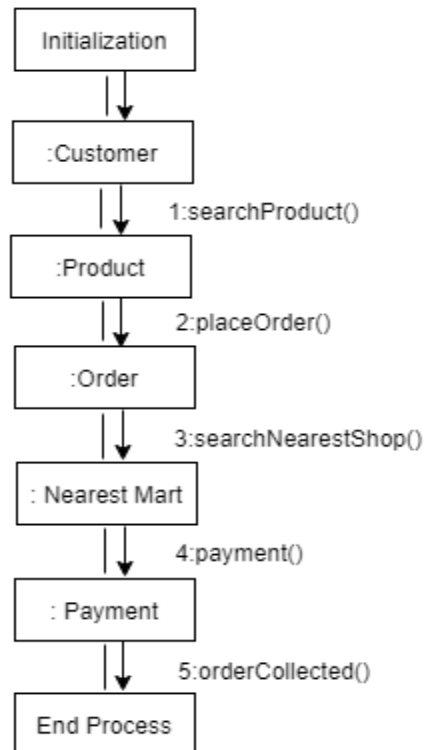 Initialization
:Customer
1:searchProduct()
:Product
2:placeOrder()
:Order
3:searchNearestShop()
: Nearest Mart
4:payment()
: Payment
5:orderCollected()
End Process